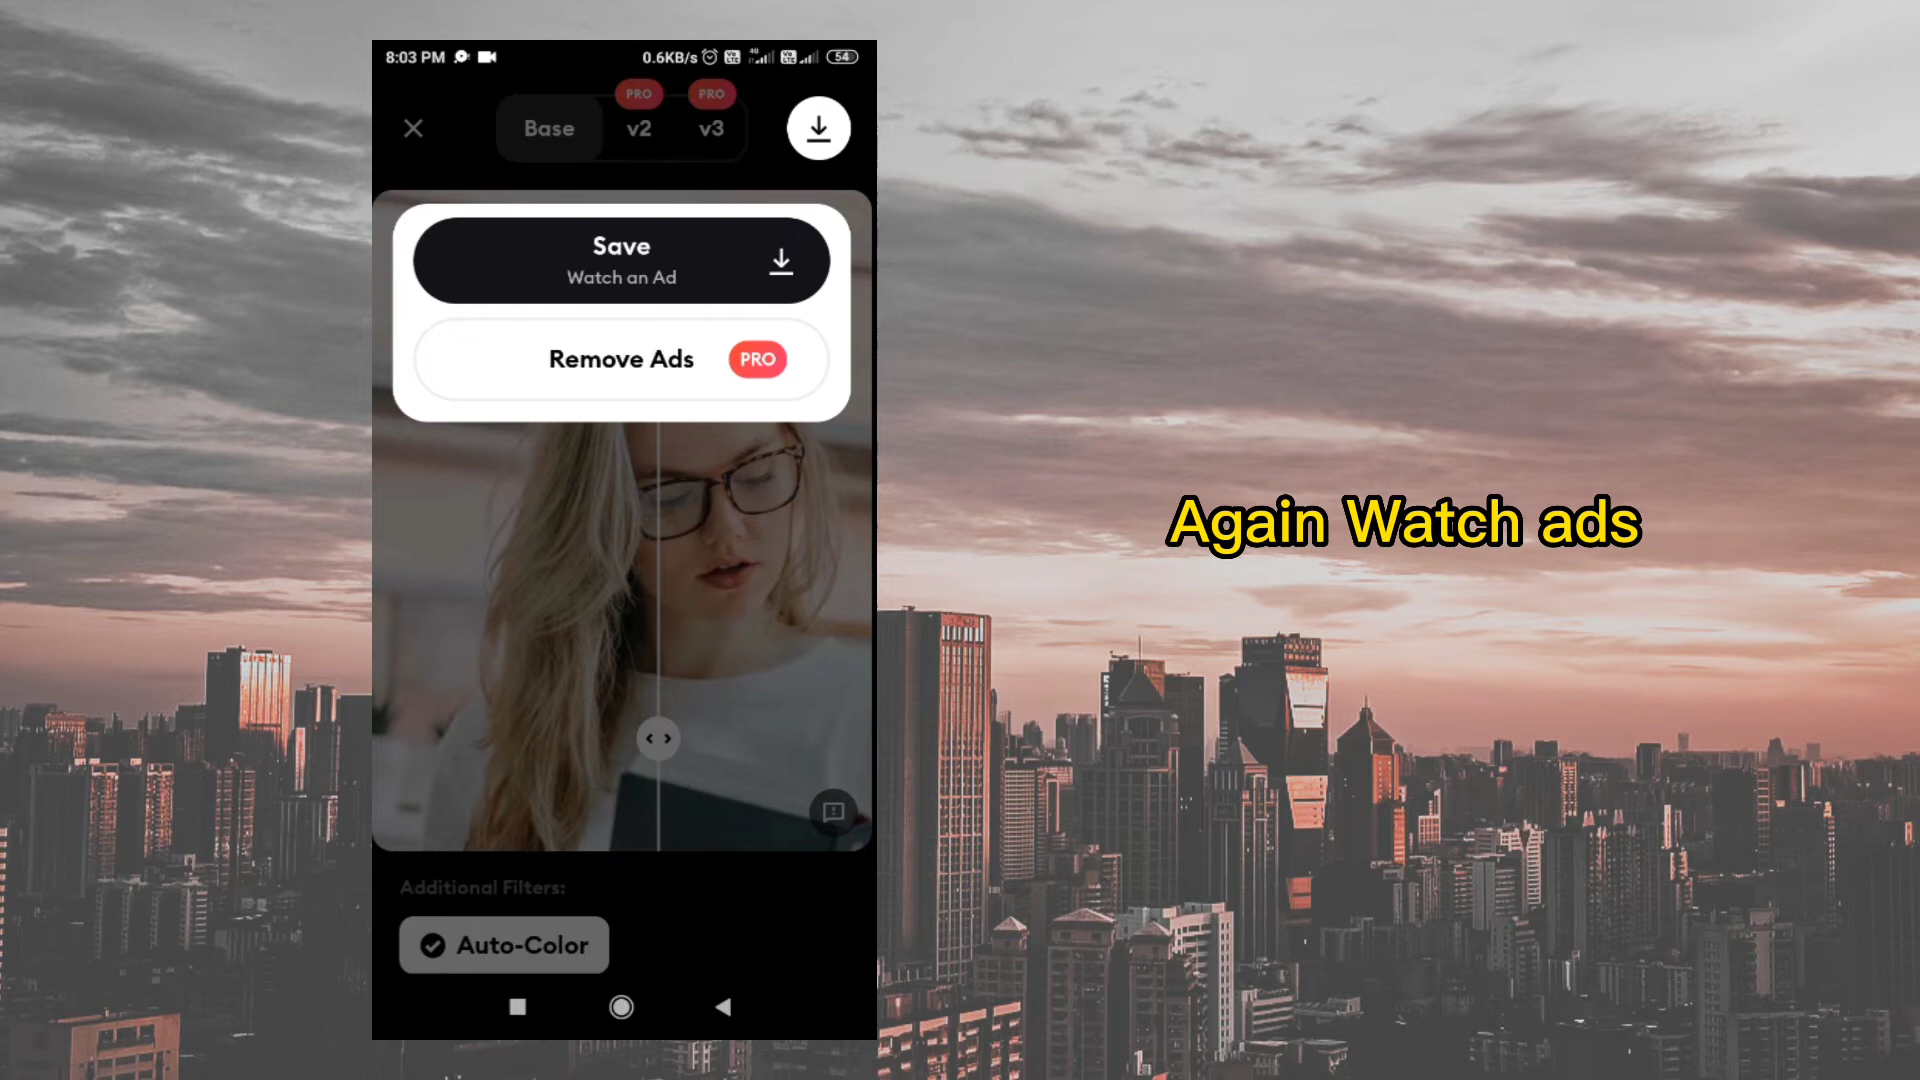 8:03 PM 0.6KB/s 4G 54
PRO PRO
Base v2 v3
Save
Watch an Ad
Remove Ads PRO
Again Watch ads
Additional Filters:
Auto-Color